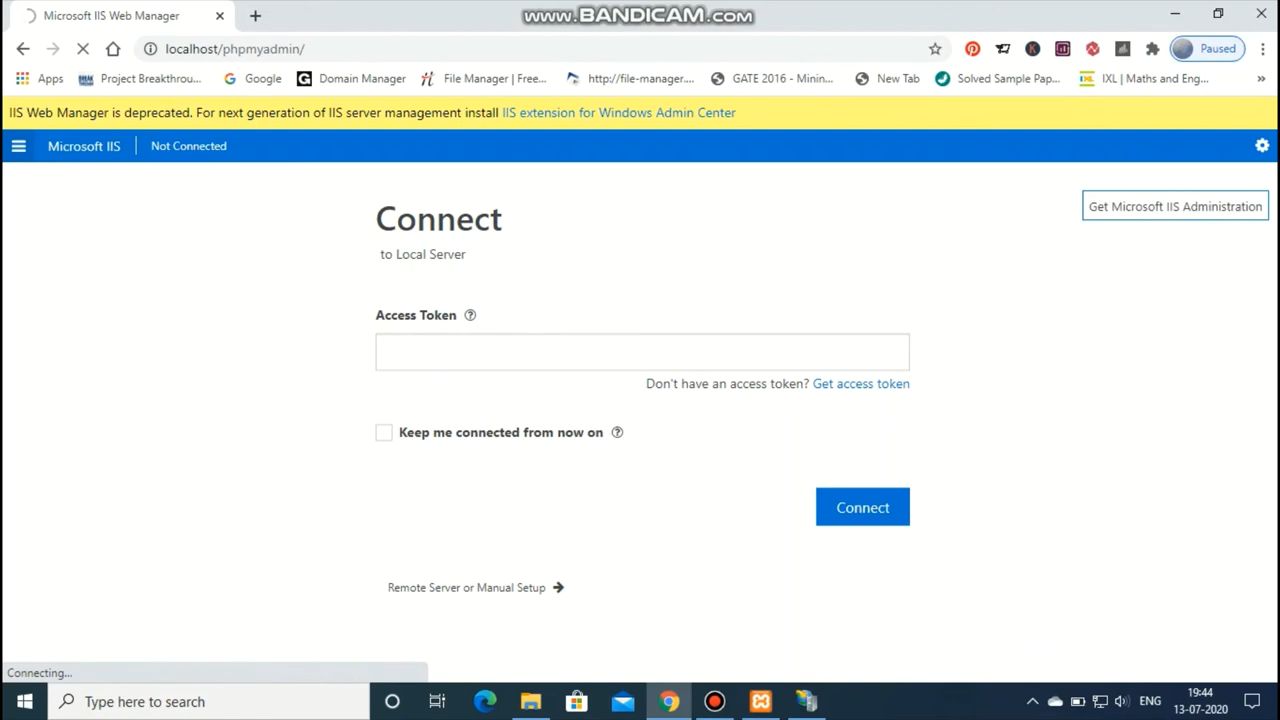 Microsoft IIS Web Manager
www.BANDICAM.com
localhost/phpmyadmin/
Paused
Apps
Project Breakthrou...
Google
Domain Manager
File Manager | Free...
http://file-manager....
GATE 2016 - Minin...
New Tab
Solved Sample Pap...
IXL | Maths and Eng...
»
IIS Web Manager is deprecated. For next generation of IIS server management install IIS extension for Windows Admin Center
Microsoft IIS
Not Connected
Get Microsoft IIS Administration
Connect
to Local Server
Access Token
Don't have an access token? Get access token
Keep me connected from now on
Connect
Remote Server or Manual Setup
Connecting...
Type here to search
ENG
19:44
13-07-2020